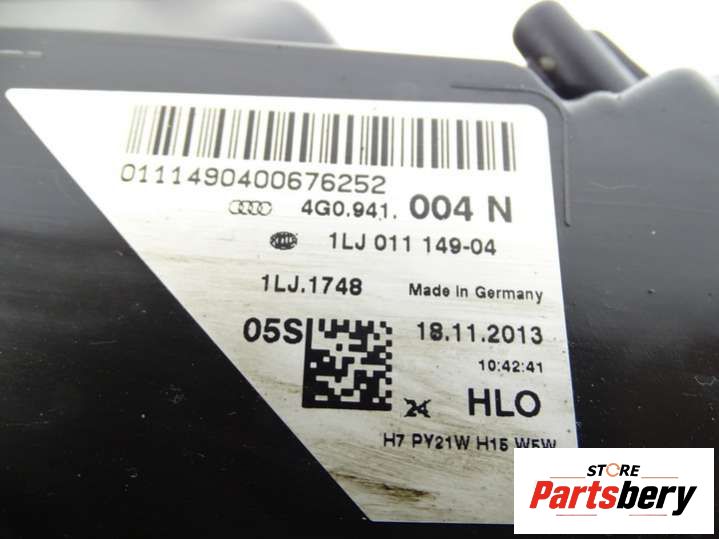 0111490400676252
4G0.941. 004 N
1LJ 011 149-04
1LJ.1748 Made in Germany
05S 18.11.2013
10:42:41
HLO
H7 PY21W H15 W5W
STORE
Partsbery